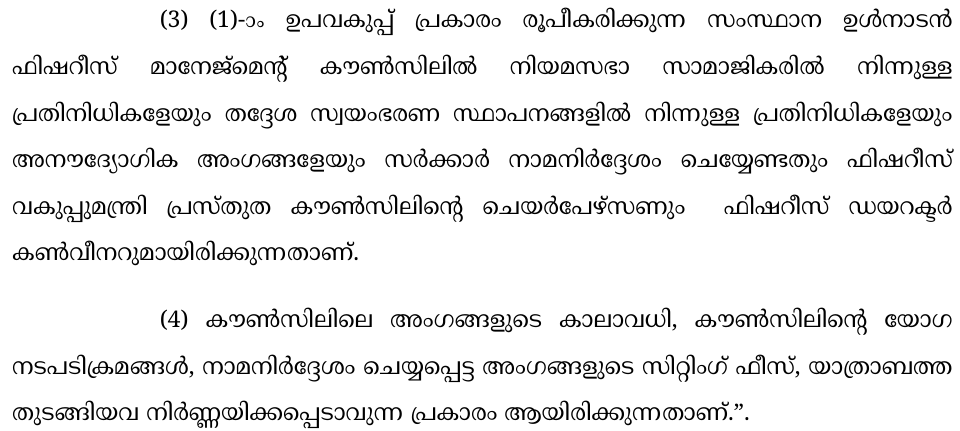 (3) (1)-ാം ഉപവകുപ്പ് പ്രകാരം രൂപീകരിക്കുന്ന സംസ്ഥാന ഉൾനാടൻ
ഫിഷറീസ് മാനേജ്മെന്റ് കൗൺസിലിൽ നിയമസഭാ സാമാജികരിൽ നിന്നുള്ള
പ്രതിനിധികളേയും തദ്ദേശ സ്വയംഭരണ സ്ഥാപനങ്ങളിൽ നിന്നുള്ള പ്രതിനിധികളേയും
അനൗദ്യോഗിക അംഗങ്ങളേയും സർക്കാർ നാമനിർദ്ദേശം ചെയ്യേണ്ടതും ഫിഷറീസ്
വകുപ്പുമന്ത്രി പ്രസ്തുത കൗൺസിലിന്റെ ചെയർപേഴ്സണും ഫിഷറീസ് ഡയറക്ടർ
കൺവീനറുമായിരിക്കുന്നതാണ്.
(4) കൗൺസിലിലെ അംഗങ്ങളുടെ കാലാവധി, കൗൺസിലിന്റെ യോഗ
നടപടിക്രമങ്ങൾ, നാമനിർദ്ദേശം ചെയ്യപ്പെട്ട അംഗങ്ങളുടെ സിറ്റിംഗ് ഫീസ്, യാത്രാബത്ത
തുടങ്ങിയവ നിർണ്ണയിക്കപ്പെടാവുന്ന പ്രകാരം ആയിരിക്കുന്നതാണ്.”.